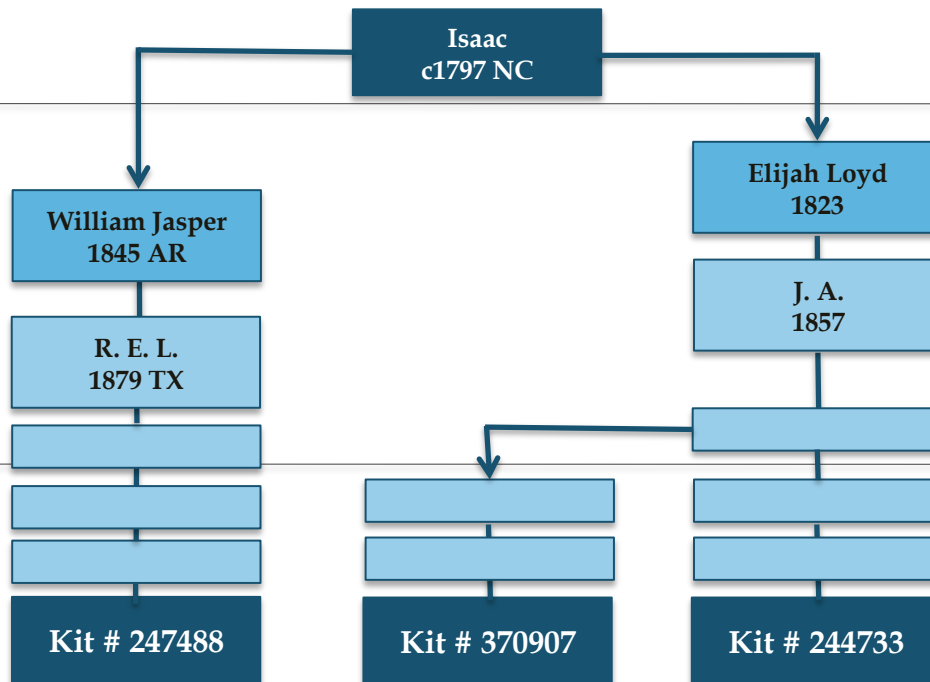 Isaac
c1797 NC
William Jasper
1845 AR
Elijah Loyd
1823
R. E. L.
1879 TX
J. A.
1857
Kit # 247488
Kit # 370907
Kit # 244733